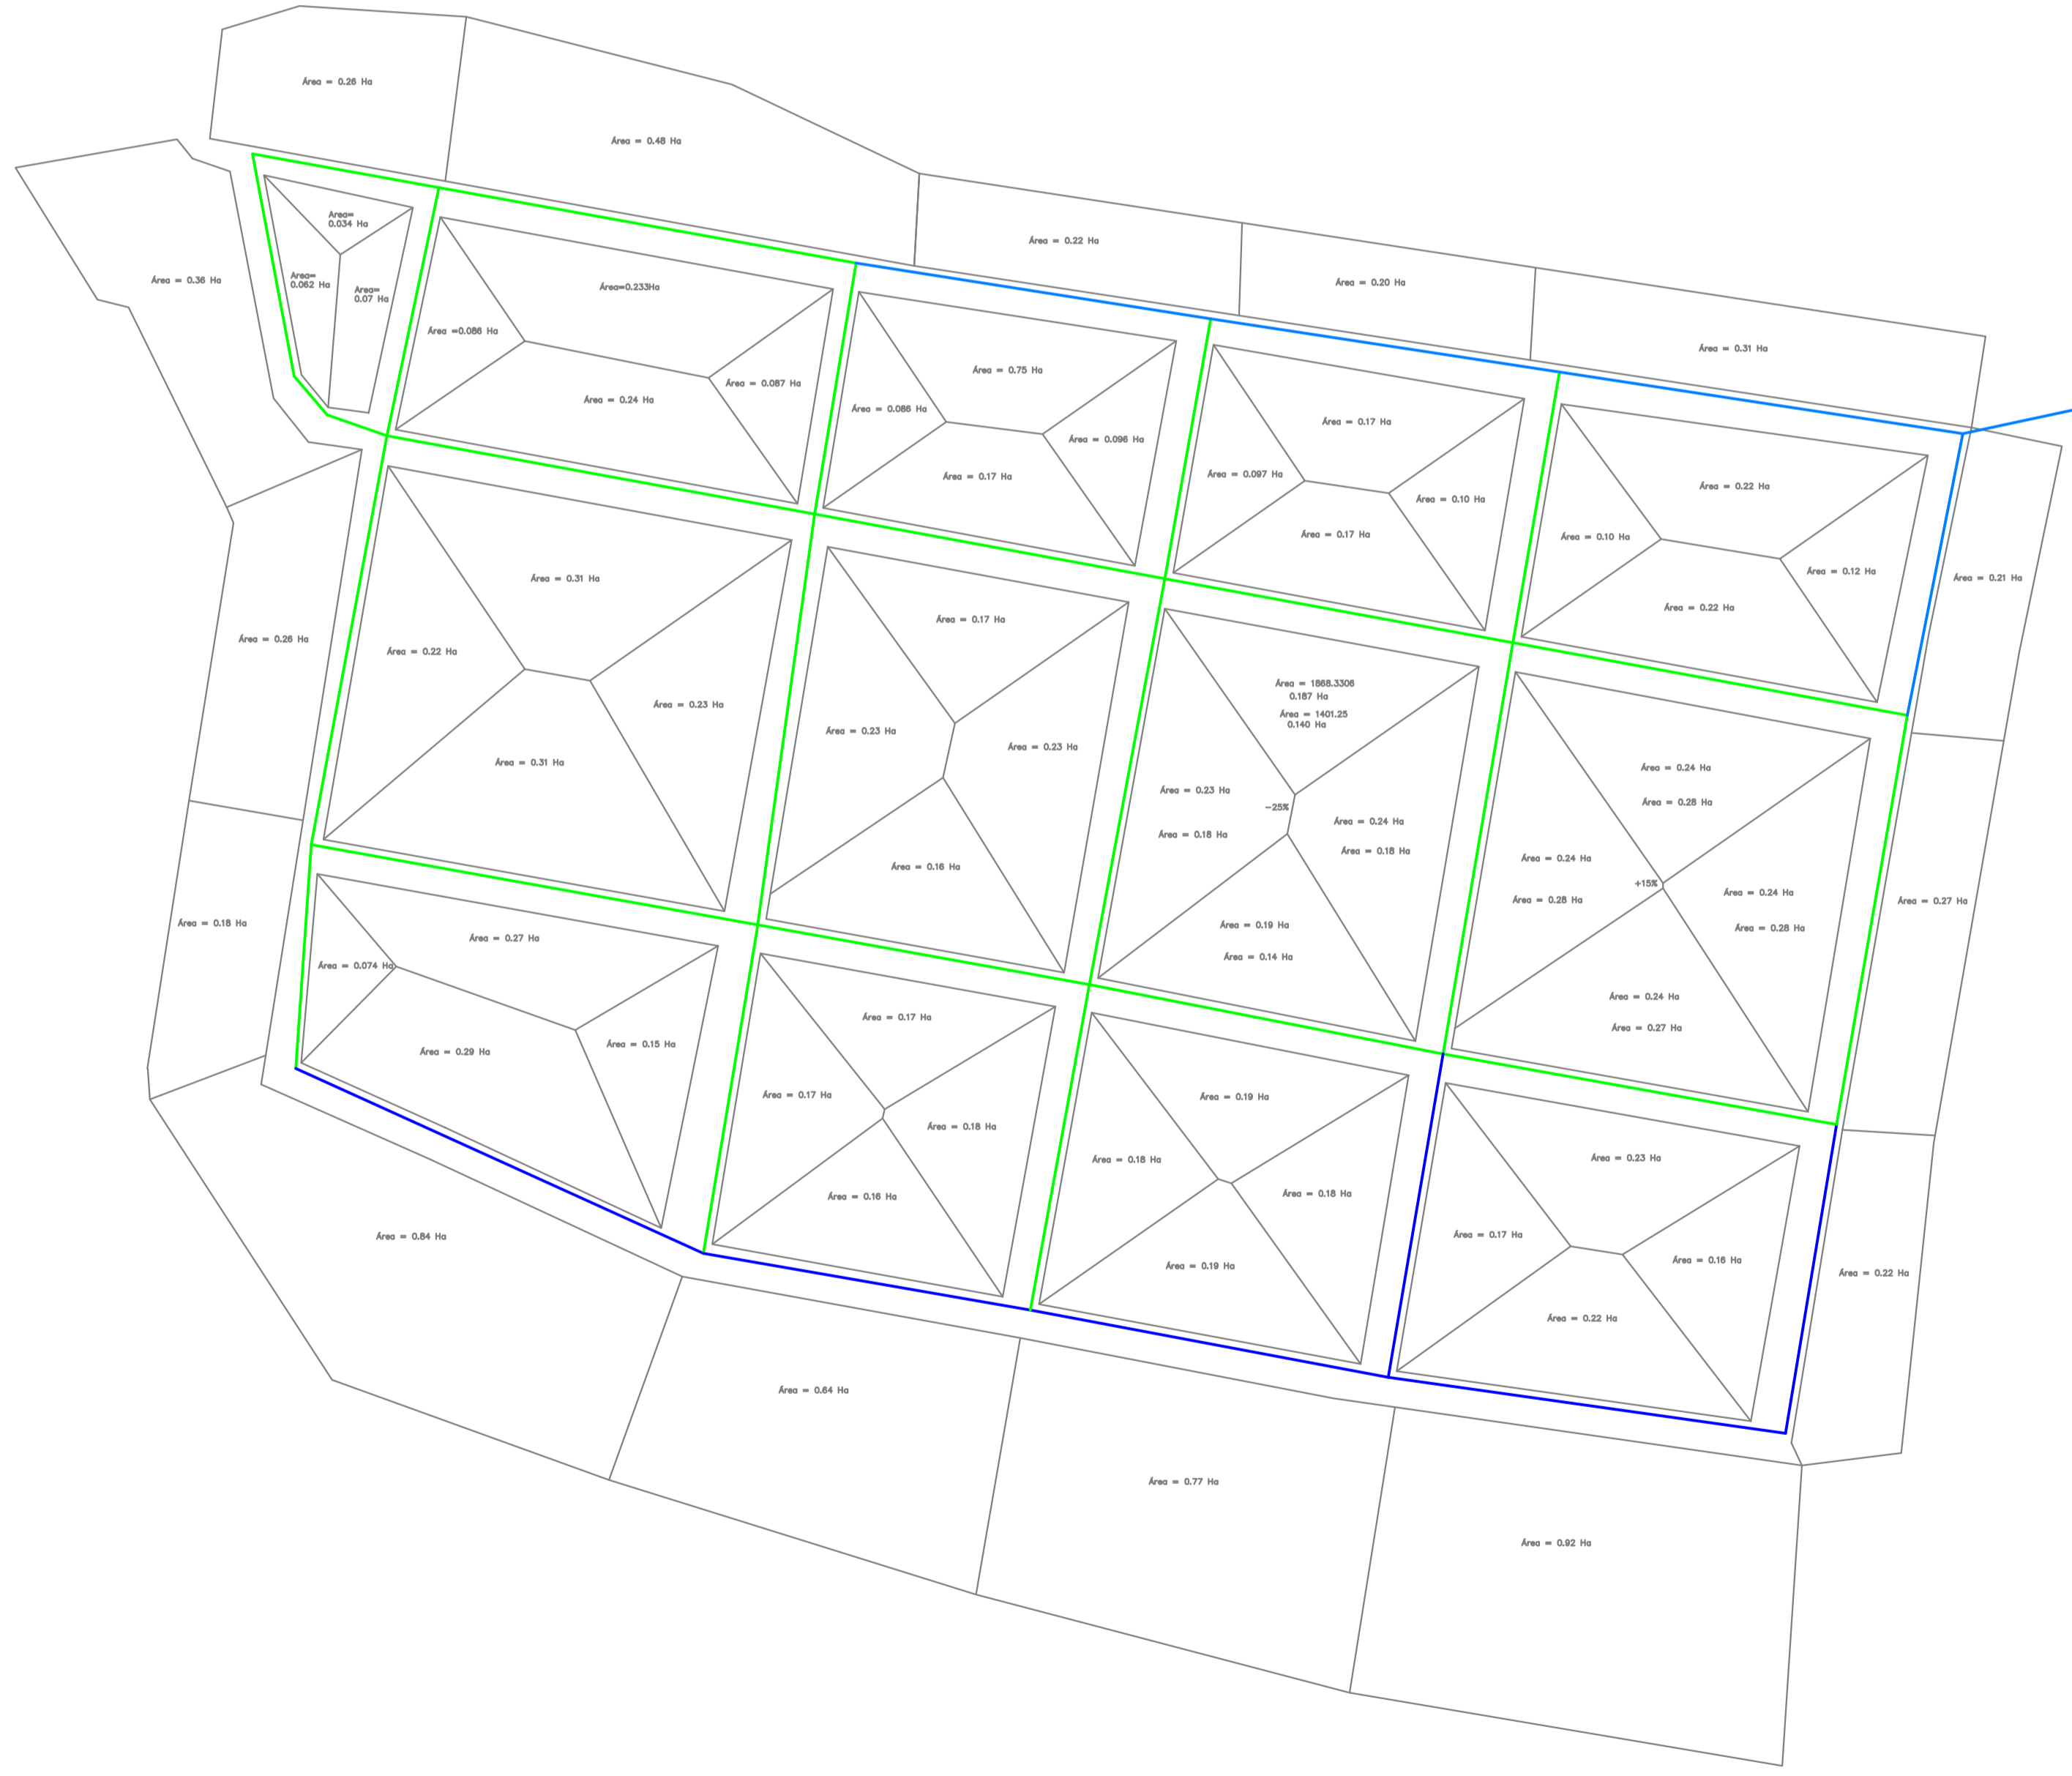 Área = 0.26 Ha
Área = 0.48 Ha
Área = 0.22 Ha
Área = 0.20 Ha
Área = 0.31 Ha
Área = 0.36 Ha
Area=
0.034 Ha
Area=
0.062 Ha
Area=
0.07 Ha
Área=0.233Ha
Área =0.086 Ha
Área = 0.087 Ha
Área = 0.24 Ha
Área = 0.75 Ha
Área = 0.086 Ha
Área = 0.096 Ha
Área = 0.17 Ha
Área = 0.17 Ha
Área = 0.097 Ha
Área = 0.10 Ha
Área = 0.17 Ha
Área = 0.22 Ha
Área = 0.10 Ha
Área = 0.12 Ha
Área = 0.22 Ha
Área = 0.21 Ha
Área = 0.26 Ha
Área = 0.31 Ha
Área = 0.22 Ha
Área = 0.23 Ha
Área = 0.31 Ha
Área = 0.17 Ha
Área = 0.23 Ha
Área = 0.23 Ha
Área = 0.16 Ha
Área = 1868.3306
0.187 Ha
Área = 1401.25
0.140 Ha
Área = 0.23 Ha
-25%
Área = 0.18 Ha
Área = 0.24 Ha
Área = 0.18 Ha
Área = 0.19 Ha
Área = 0.14 Ha
Área = 0.24 Ha
Área = 0.28 Ha
Área = 0.24 Ha
+15%
Área = 0.28 Ha
Área = 0.24 Ha
Área = 0.28 Ha
Área = 0.24 Ha
Área = 0.27 Ha
Área = 0.27 Ha
Área = 0.18 Ha
Área = 0.27 Ha
Área = 0.074 Ha
Área = 0.15 Ha
Área = 0.29 Ha
Área = 0.17 Ha
Área = 0.17 Ha
Área = 0.18 Ha
Área = 0.16 Ha
Área = 0.19 Ha
Área = 0.18 Ha
Área = 0.18 Ha
Área = 0.19 Ha
Área = 0.23 Ha
Área = 0.17 Ha
Área = 0.16 Ha
Área = 0.22 Ha
Área = 0.22 Ha
Área = 0.84 Ha
Área = 0.64 Ha
Área = 0.77 Ha
Área = 0.92 Ha